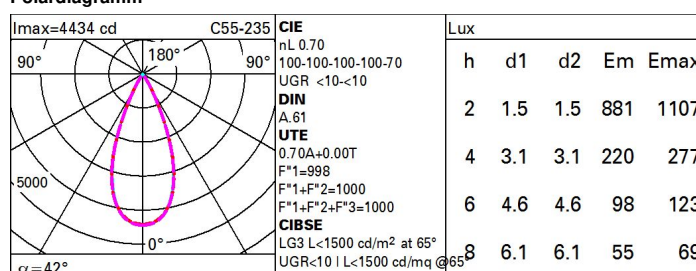 Imax=4434 cd C55-235
90° 180° 90°
5000
0°
α=42°
CIE
nL 0.70
100-100-100-100-70
UGR <10-<10
DIN
A.61
UTE
0.70A+0.00T
F"1=998
F"1+F"2=1000
F"1+F"2+F"3=1000
CIBSE
LG3 L<1500 cd/m² at 65°
UGR<10 | L<1500 cd/mq @65°
Lux
h d1 d2 Em Emax
2 1.5 1.5 881 1107
4 3.1 3.1 220 277
6 4.6 4.6 98 123
8 6.1 6.1 55 69